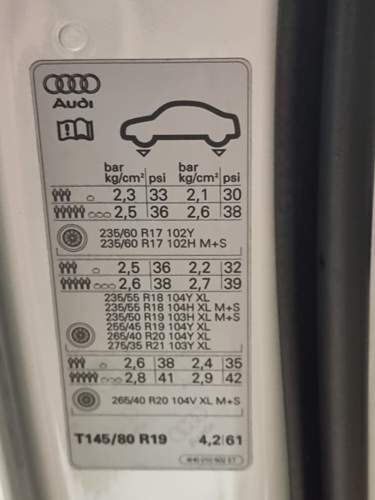 Audi
bar bar
kg/cm² psi kg/cm² psi
2,3 33 2,1 30
2,5 36 2,6 38
235/60 R17 102Y
235/60 R17 102H M+S
2,5 36 2,2 32
2,6 38 2,7 39
235/55 R18 104Y XL
235/55 R18 104H XL M+S
235/50 R19 103H XL M+S
255/45 R19 104Y XL
265/40 R20 104Y XL
275/35 R21 103Y XL
2,6 38 2,4 35
2,8 41 2,9 42
265/40 R20 104V XL M+S
T145/80 R19 4,2 61